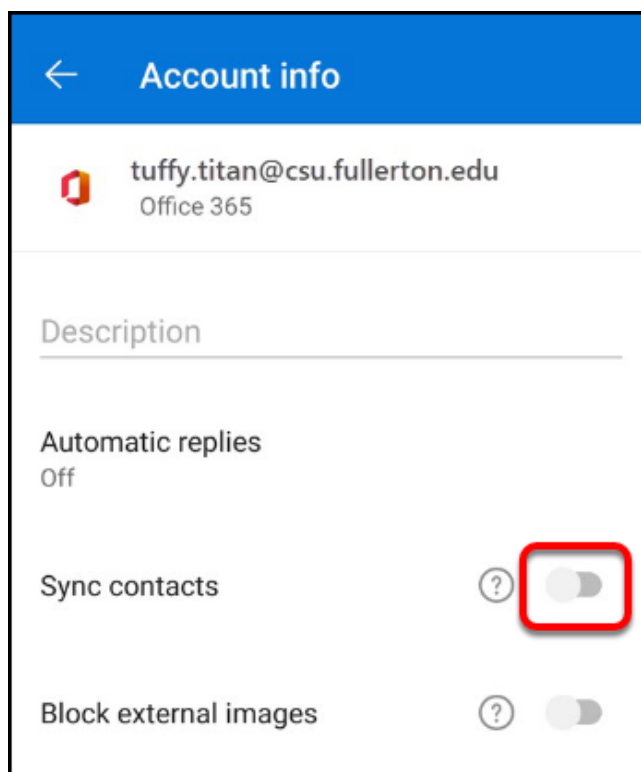 Account info
tuffy.titan@csu.fullerton.edu
Office 365
Description
Automatic replies
Off
Sync contacts ?
Block external images ?